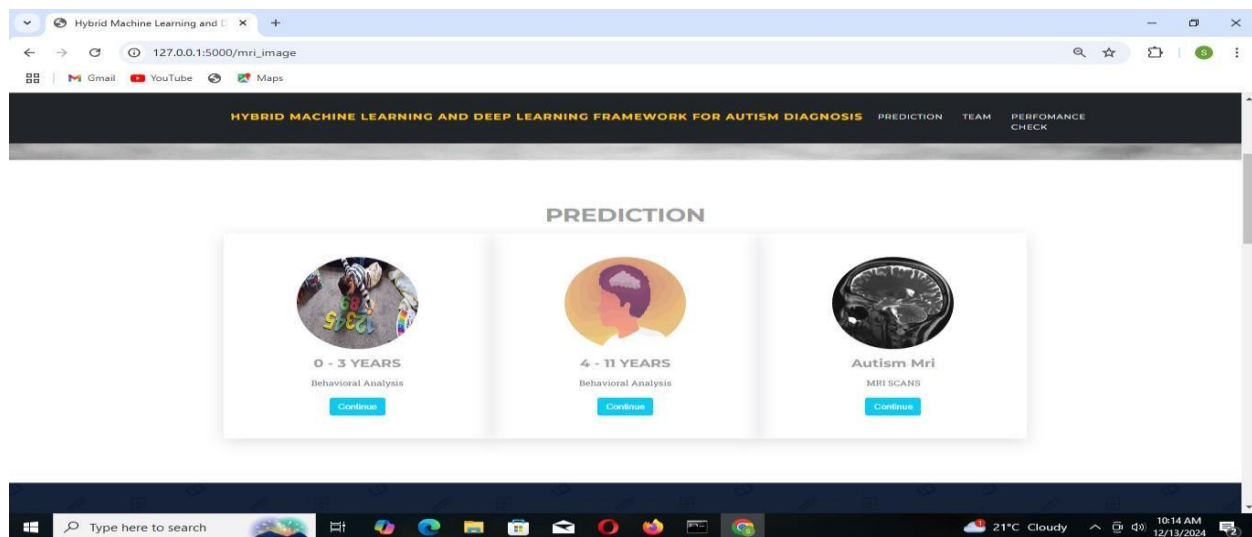 Hybrid Machine Learning and D
127.0.0.1:5000/mri_image
S
Gmail YouTube Maps
HYBRID MACHINE LEARNING AND DEEP LEARNING FRAMEWORK FOR AUTISM DIAGNOSIS PREDICTION TEAM PERFOMANCE
CHECK
PREDICTION
12345
0 - 3 YEARS 4 - 11 YEARS Autism Mri
Behavioral Analysis Behavioral Analysis MRI SCANS
Continue Continue Continue
Type here to search 21°C Cloudy 10:14 AM
12/13/2024 2